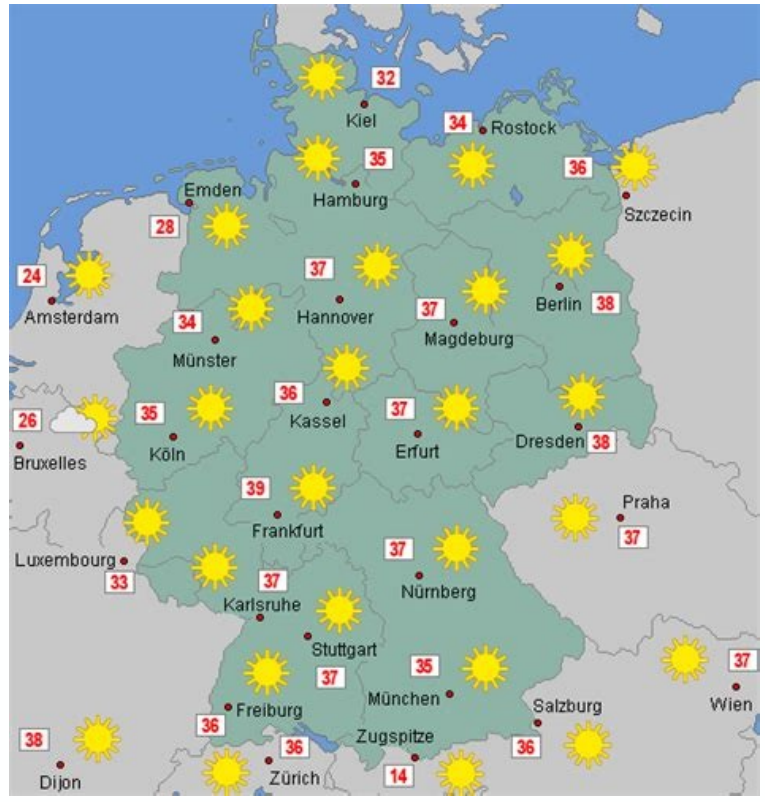 32
Kiel
34
Rostock
35
Hamburg
36
Szczecin
Emden
28
24
Amsterdam
37
Hannover
37
Magdeburg
Berlin
38
34
Münster
36
Kassel
35
Köln
37
Erfurt
Dresden
38
26
Bruxelles
39
Frankfurt
Praha
37
Luxembourg
33
37
Karlsruhe
37
Nürnberg
Stuttgart
37
35
München
37
Wien
36
Freiburg
Salzburg
36
Zugspitze
14
38
Dijon
36
Zürich